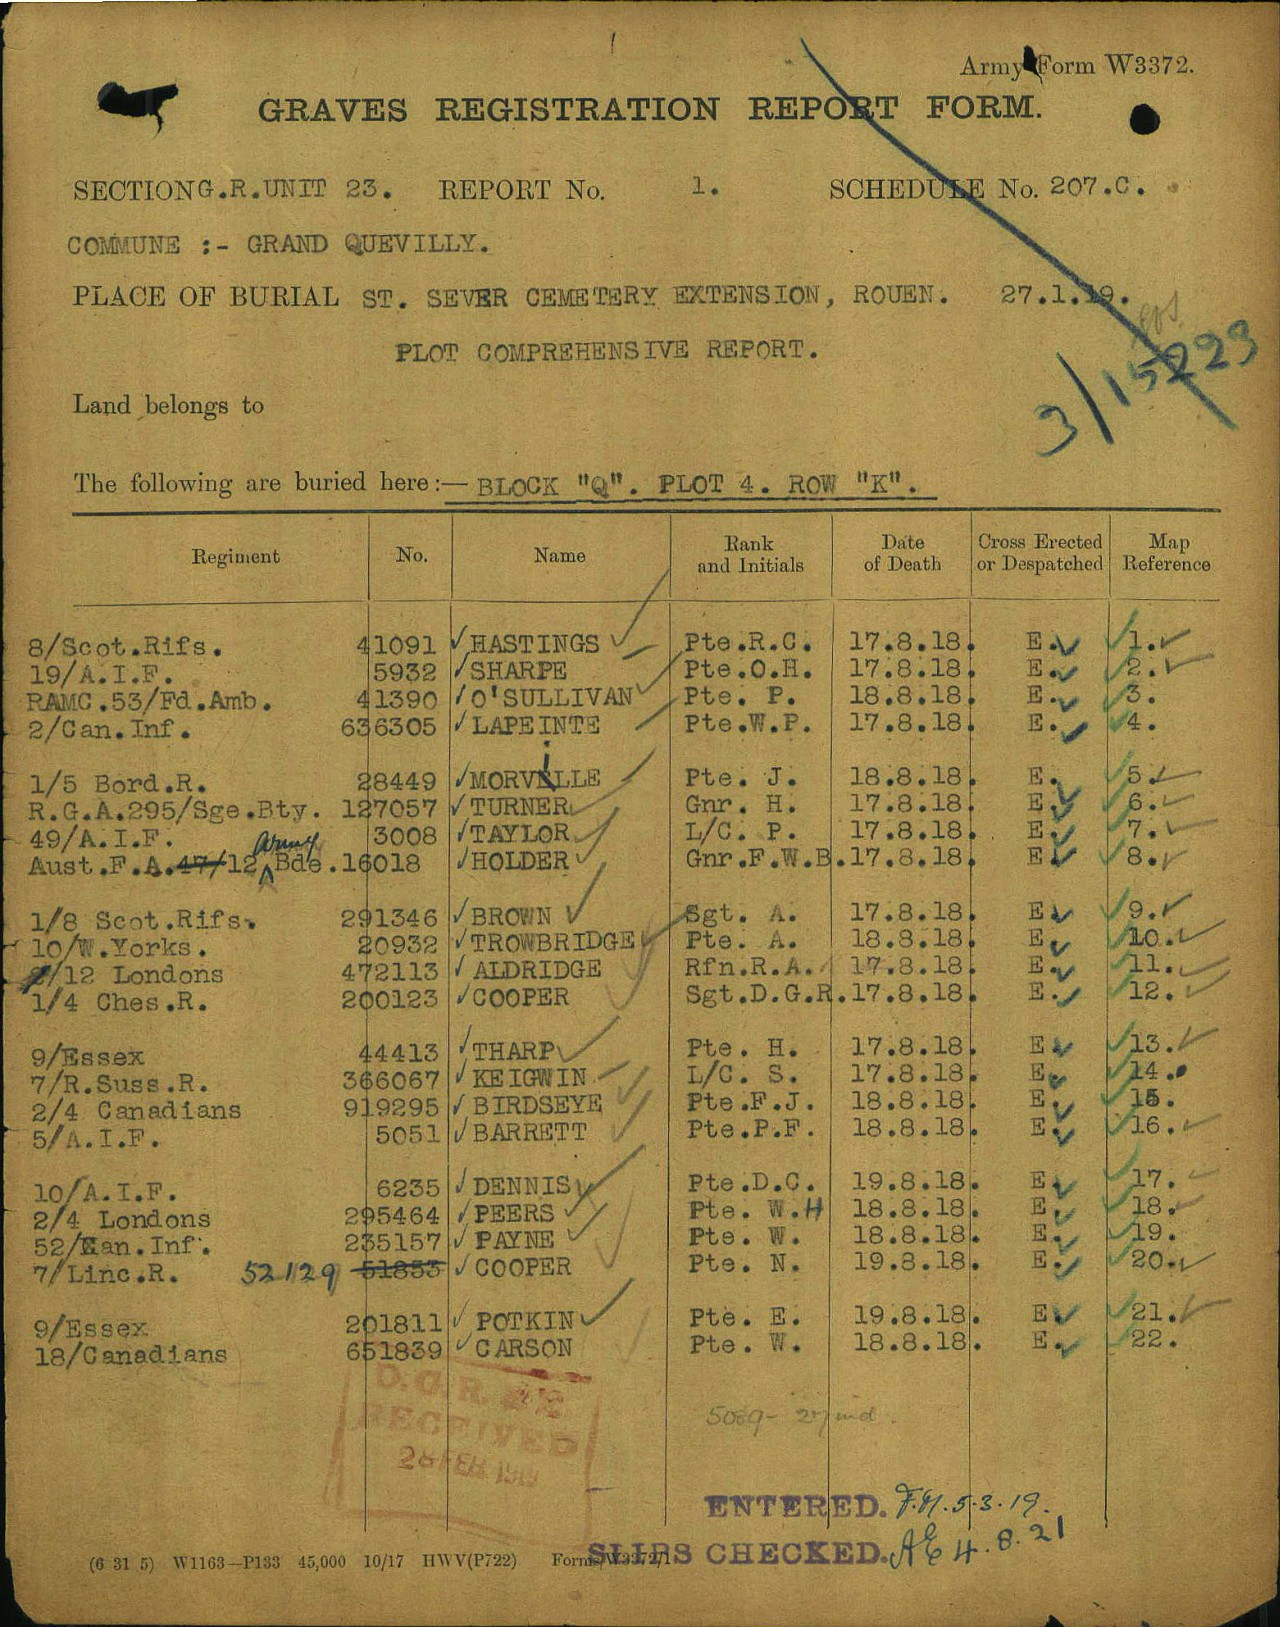 Army Form W3372.
GRAVES REGISTRATION REPORT FORM.
SECTION G.R.UNIT 23. REPORT No. 1. SCHEDULE No. 207.C.
COMMUNE :- GRAND QUEVILLY.
PLACE OF BURIAL ST. SEVER CEMETERY EXTENSION, ROUEN. 27.1.19.
PLOT COMPREHENSIVE REPORT.
3/15223
Land belongs to
The following are buried here:— BLOCK "Q". PLOT 4. ROW "K".
Regiment No. Name Rank and Initials Date of Death Cross Erected or Despatched Map Reference
8/Scot.Rifs. 41091 HASTINGS Pte.R.C. 17.8.18. E. 1.
19/A.I.F. 5932 SHARPE Pte.O.H. 17.8.18. E. 2.
RAMC.53/Fd.Amb. 41390 O'SULLIVAN Pte. P. 18.8.18. E. 3.
2/Can.Inf. 636305 LAPEINTE Pte.W.P. 17.8.18. E. 4.
1/5 Bord.R. 28449 MORVILLE Pte. J. 18.8.18. E. 5.
R.G.A.295/Sge.Bty. 127057 TURNER Gnr. H. 17.8.18. E. 6.
49/A.I.F. 3008 TAYLOR L/C. P. 17.8.18. E. 7.
Aust.F.A.47/12 Army Bde.16018 HOLDER Gnr.F.W.B.17.8.18. E. 8.
1/8 Scot.Rifs. 291346 BROWN Sgt. A. 17.8.18. E. 9.
10/W.Yorks. 20932 TROWBRIDGE Pte. A. 18.8.18. E. 10.
2/12 Londons 472113 ALDRIDGE Rfn.R.A. 17.8.18. E. 11.
1/4 Ches.R. 200123 COOPER Sgt.D.G.R.17.8.18. E. 12.
9/Essex 44413 THARP Pte. H. 17.8.18. E. 13.
7/R.Suss.R. 366067 KEIGWIN L/C. S. 17.8.18. E. 14.
2/4 Canadians 919295 BIRDSEYE Pte.F.J. 18.8.18. E. 15.
5/A.I.F. 5051 BARRETT Pte.P.F. 18.8.18. E. 16.
10/A.I.F. 6235 DENNIS Pte.D.C. 19.8.18. E. 17.
2/4 Londons 295464 PEERS Pte. W.H 18.8.18. E. 18.
52/Can.Inf. 235157 PAYNE Pte. W. 18.8.18. E. 19.
7/Linc.R. 52129 51853 COOPER Pte. N. 19.8.18. E. 20.
9/Essex 201811 POTKIN Pte. E. 19.8.18. E. 21.
18/Canadians 651839 CARSON Pte. W. 18.8.18. E. 22.
D.G.R.
RECEIVED
28 FEB 1919
ENTERED. F.H. 5.3.19.
SLIPS CHECKED. AE 4.8.21
(6 31 5) W1163—P133 45,000 10/17 HWV(P722) Forms/W3372/1.